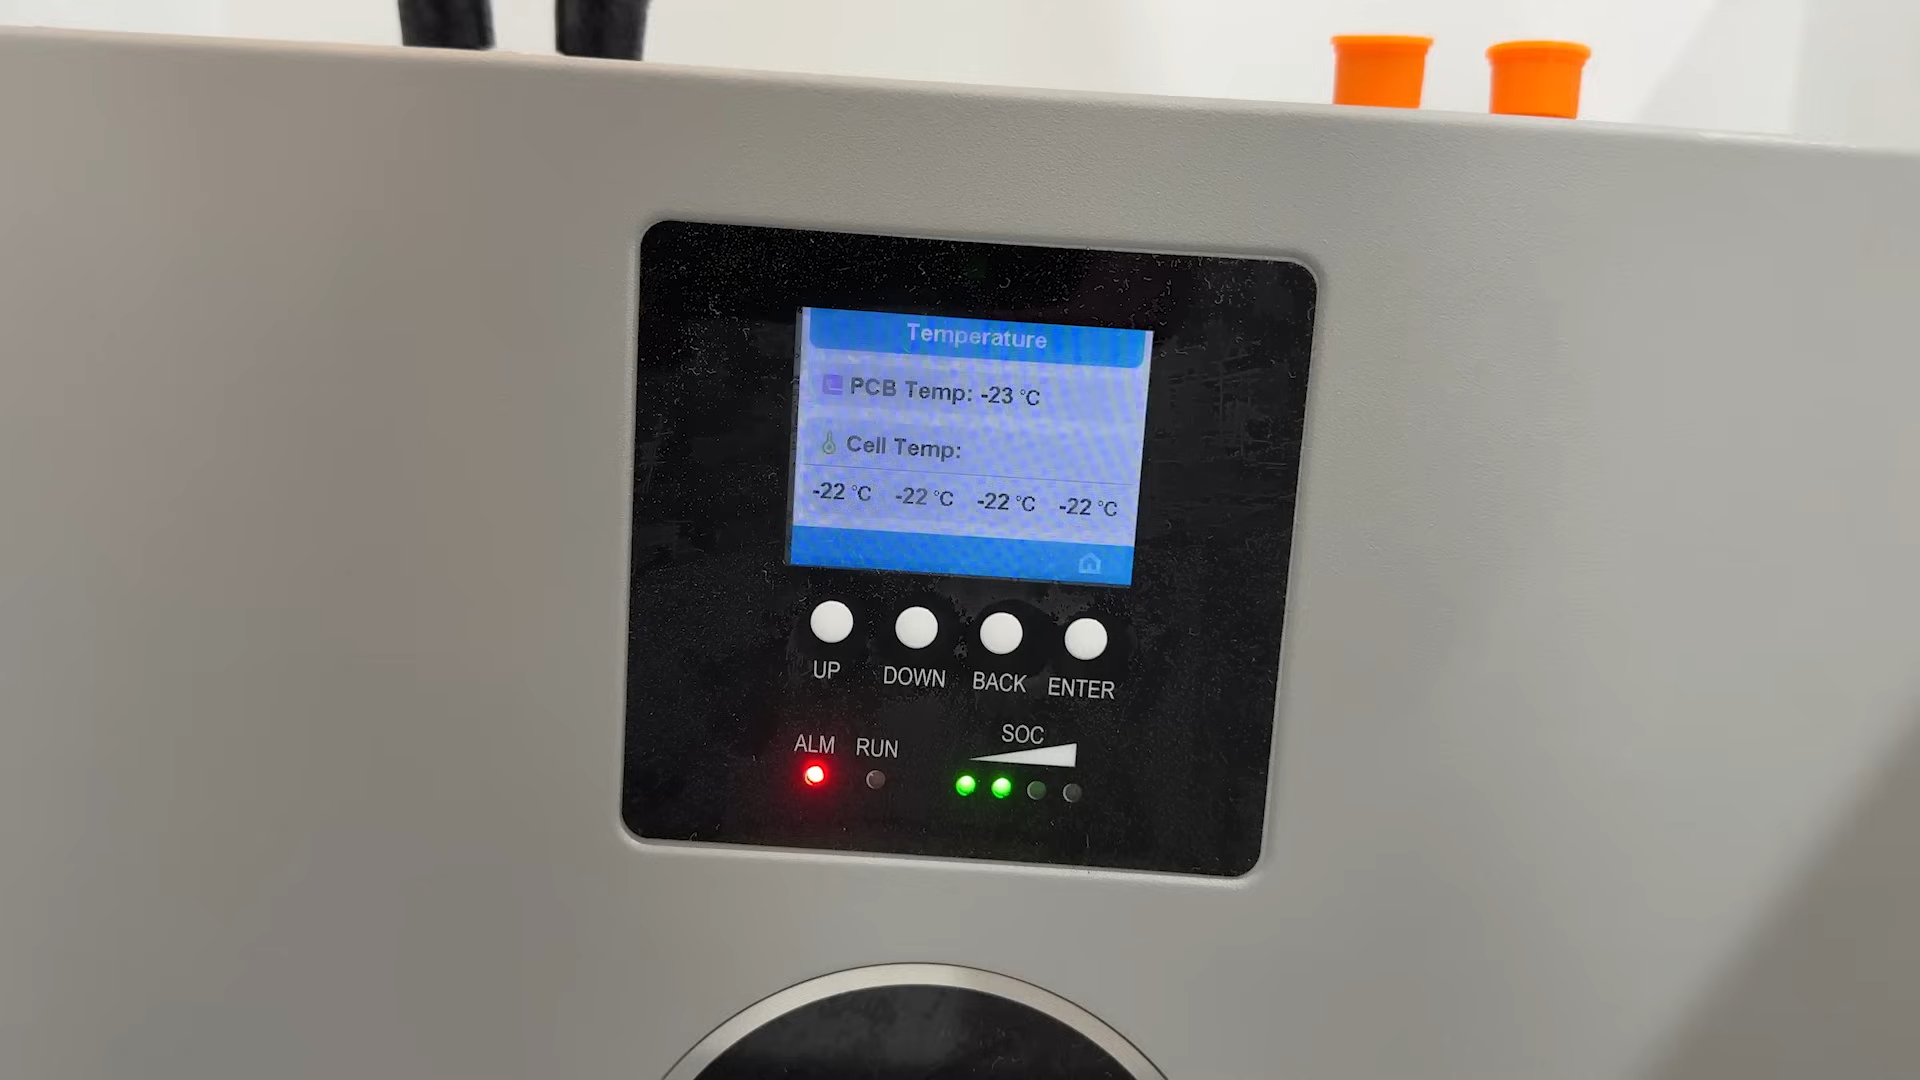 Temperature
PCB Temp: -23 °C
Cell Temp:
-22 °C -22 °C -22 °C -22 °C
UP DOWN BACK ENTER
ALM RUN SOC